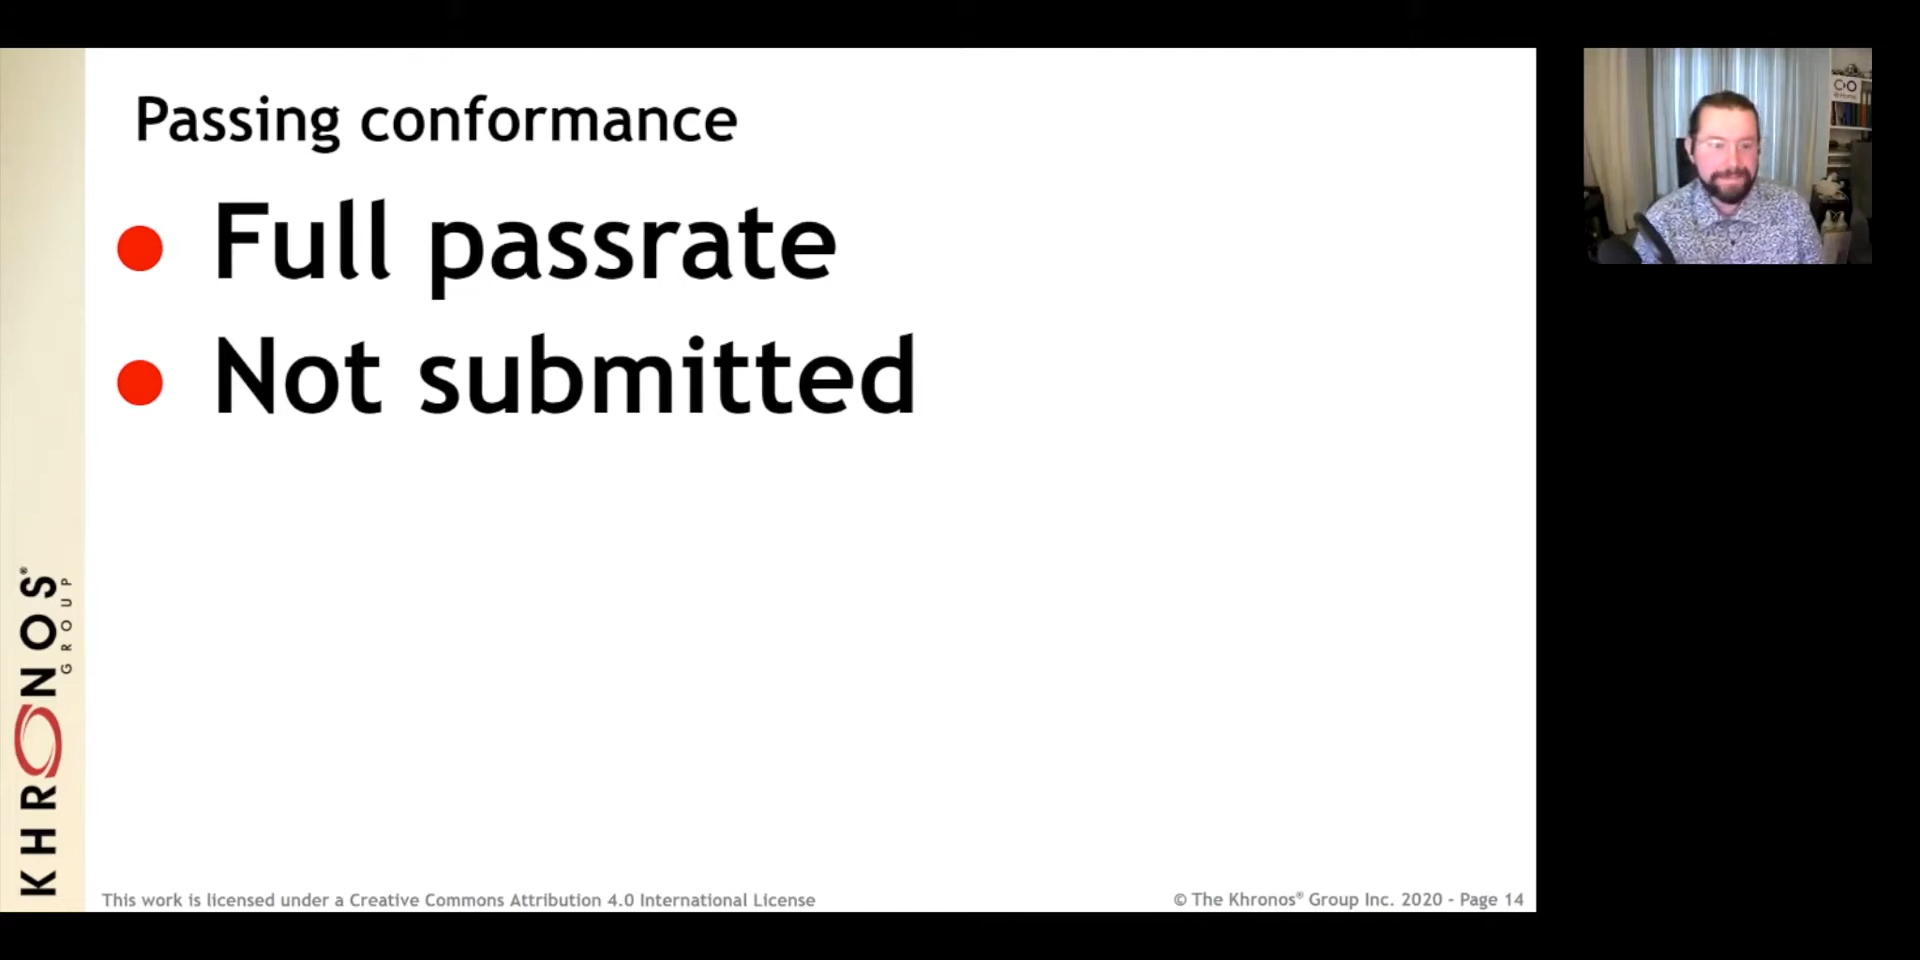 Passing conformance
Full passrate
Not submitted
KHRONOS®
GROUP
This work is licensed under a Creative Commons Attribution 4.0 International License
© The Khronos® Group Inc. 2020 - Page 14